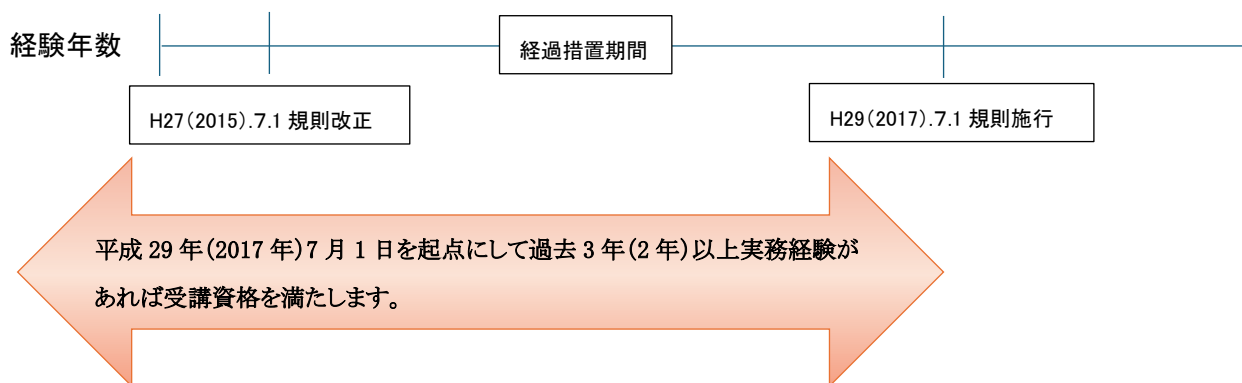 経験年数
経過措置期間
H27(2015).7.1 規則改正
H29(2017).7.1 規則施行
平成 29 年(2017 年)7 月 1 日を起点にして過去 3 年(2 年)以上実務経験が
あれば受講資格を満たします。